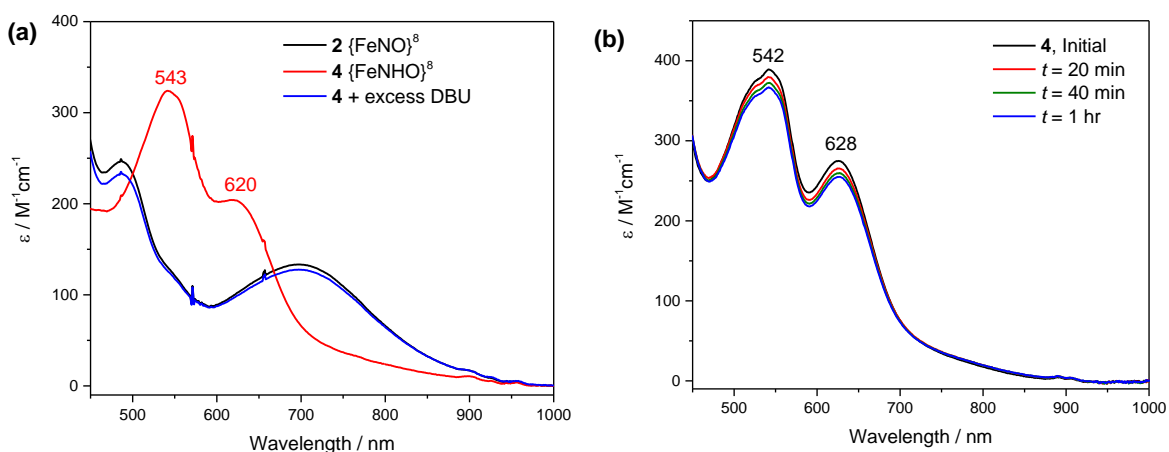 (a)
2 {FeNO}⁸
4 {FeNHO}⁸
4 + excess DBU
543
620
400
300
200
100
0
ε / M⁻¹cm⁻¹
500 600 700 800 900 1000
Wavelength / nm
(b)
4, Initial
t = 20 min
t = 40 min
t = 1 hr
542
628
400
300
200
100
0
ε / M⁻¹cm⁻¹
500 600 700 800 900 1000
Wavelength / nm